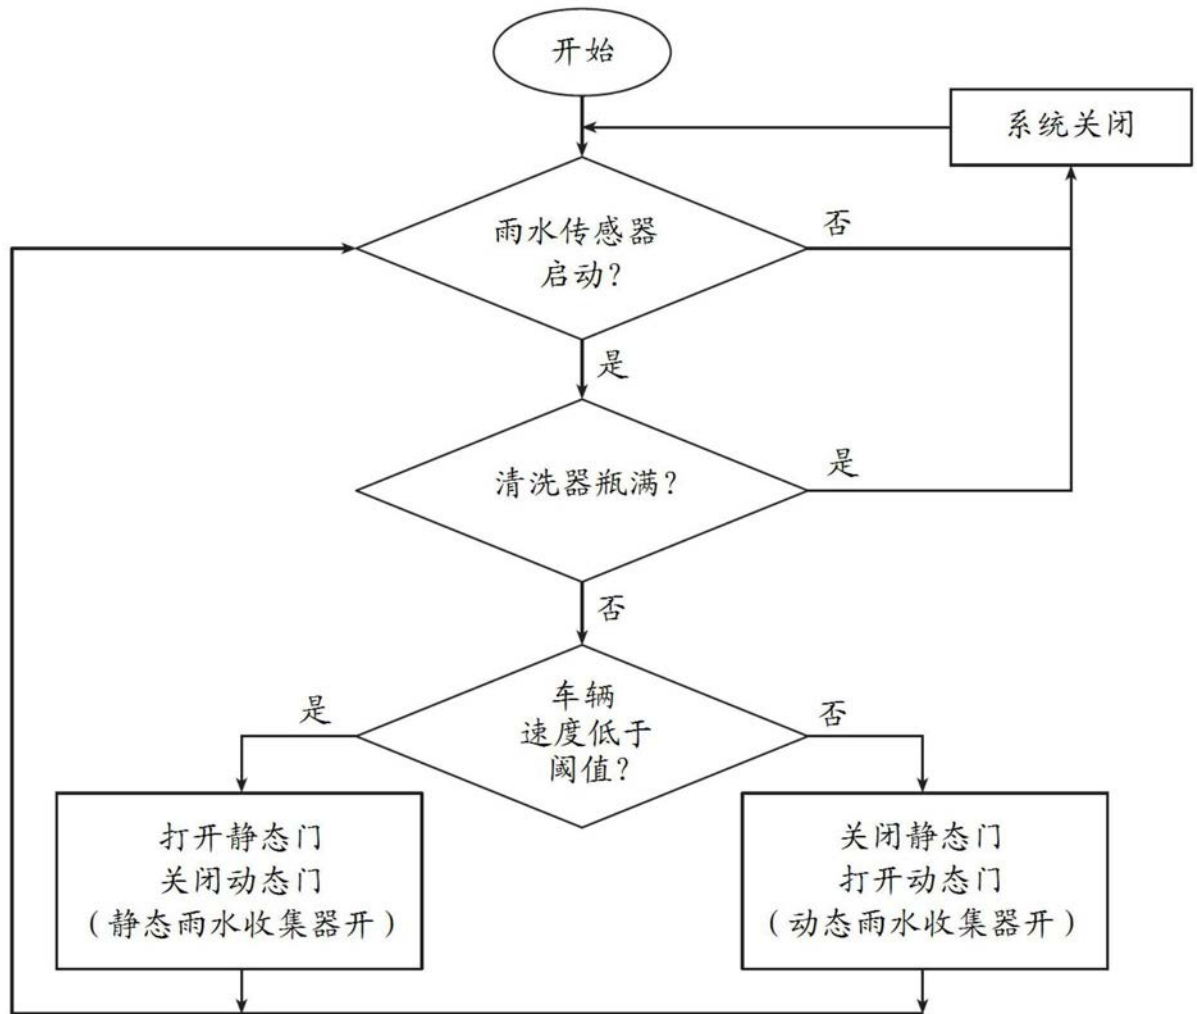 开始
系统关闭
雨水传感器
启动？
否
是
清洗器瓶满？
是
否
车辆
速度低于
阈值？
是
否
打开静态门
关闭动态门
（静态雨水收集器开）
关闭静态门
打开动态门
（动态雨水收集器开）